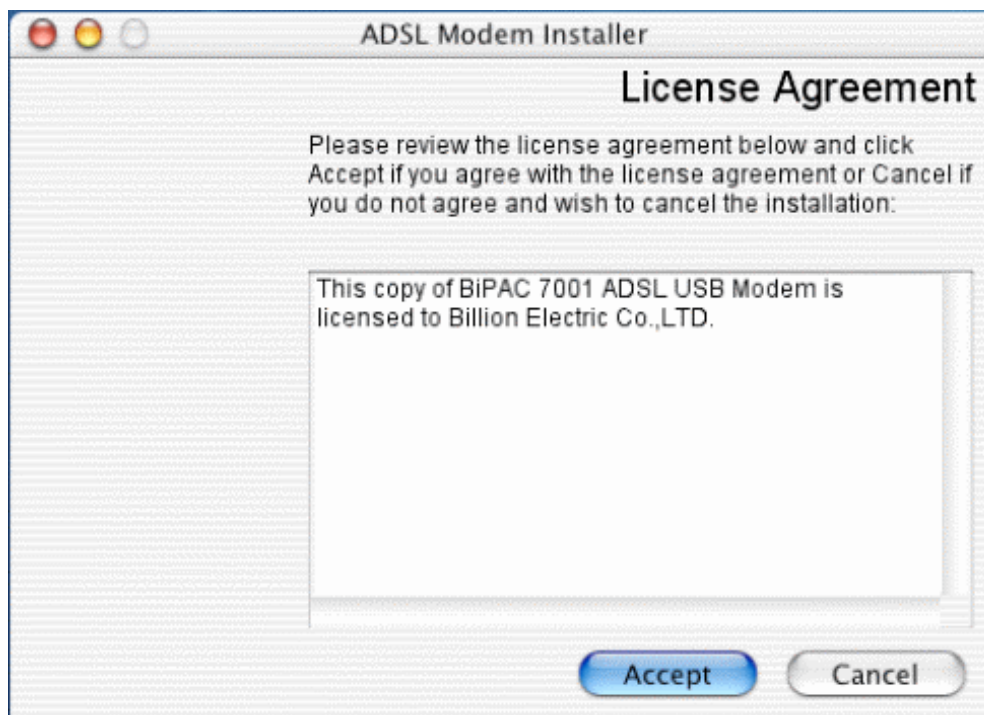 ADSL Modem Installer
License Agreement
Please review the license agreement below and click
Accept if you agree with the license agreement or Cancel if
you do not agree and wish to cancel the installation:
This copy of BiPAC 7001 ADSL USB Modem is
licensed to Billion Electric Co.,LTD.
Accept
Cancel